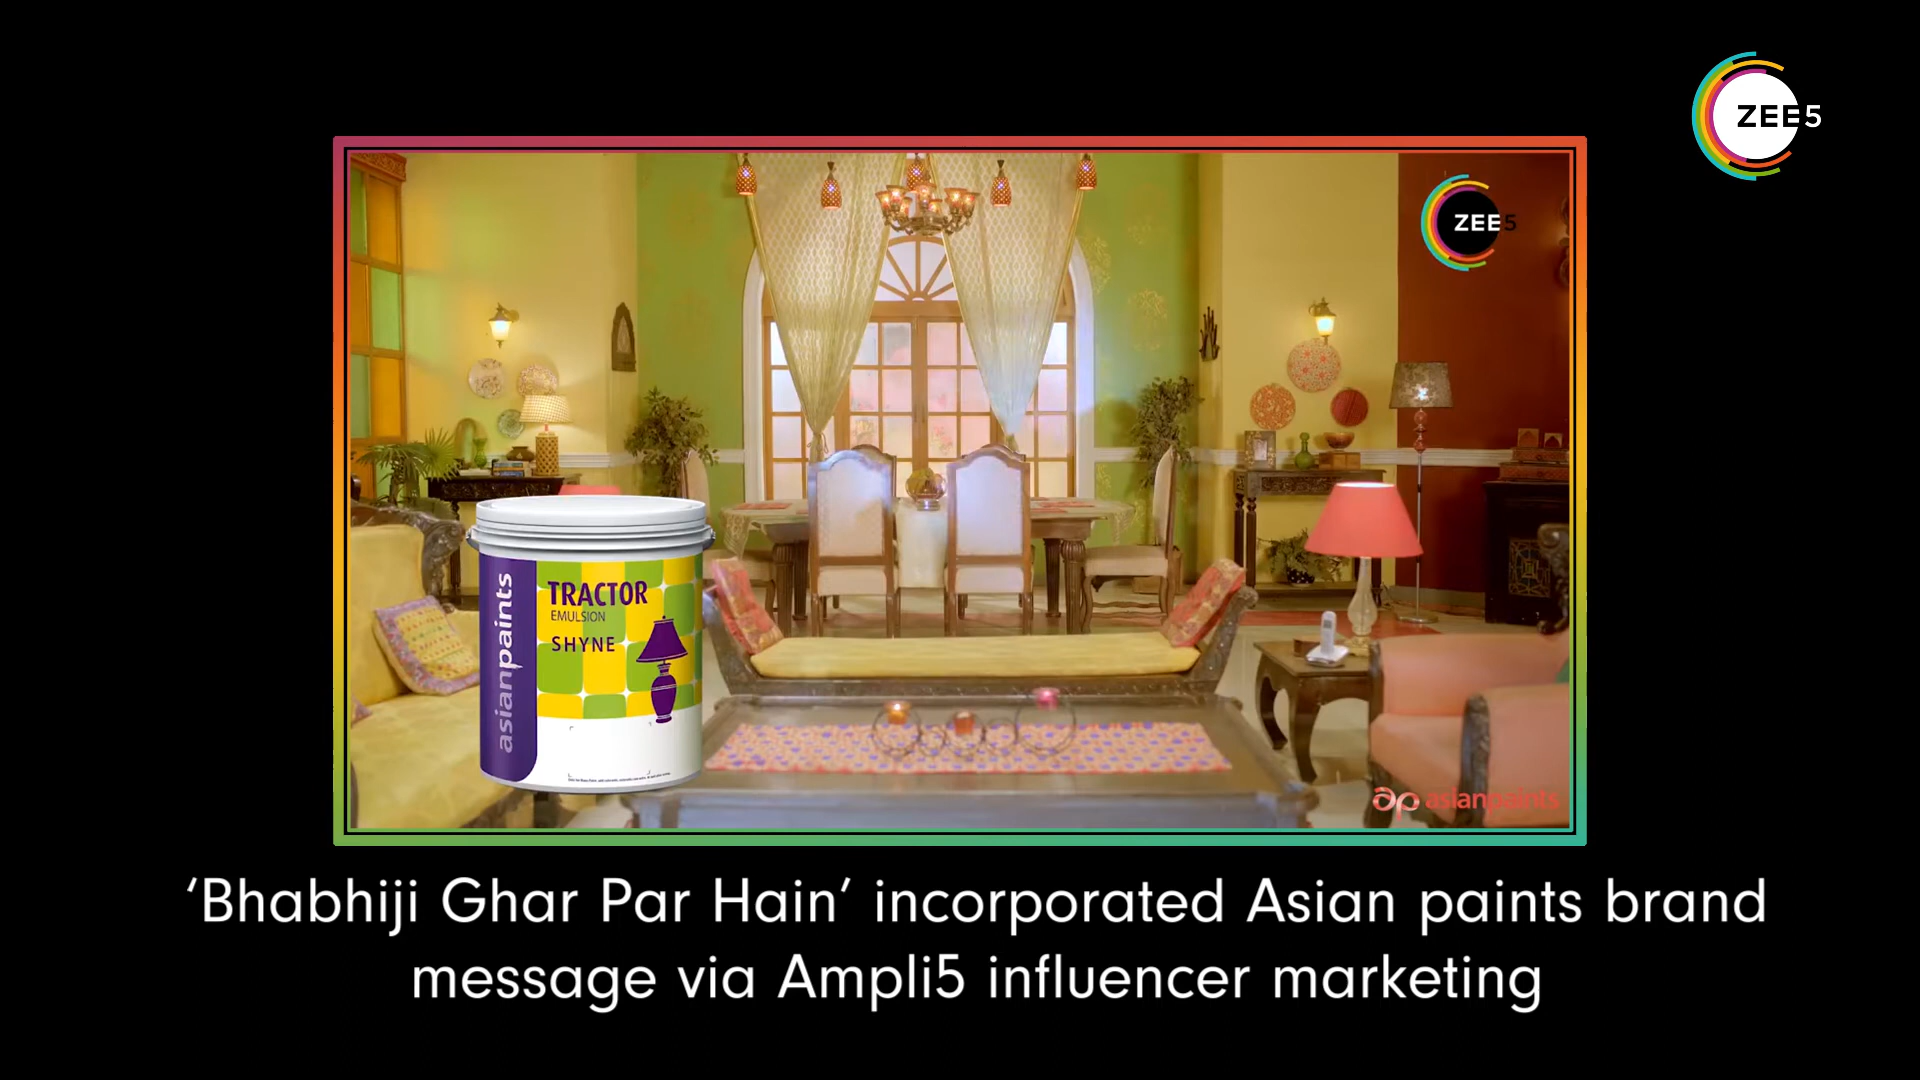 ZEE5
ZEE5
asianpaints
TRACTOR
EMULSION
SHYNE
ap asianpaints
‘Bhabhiji Ghar Par Hain’ incorporated Asian paints brand
message via Ampli5 influencer marketing